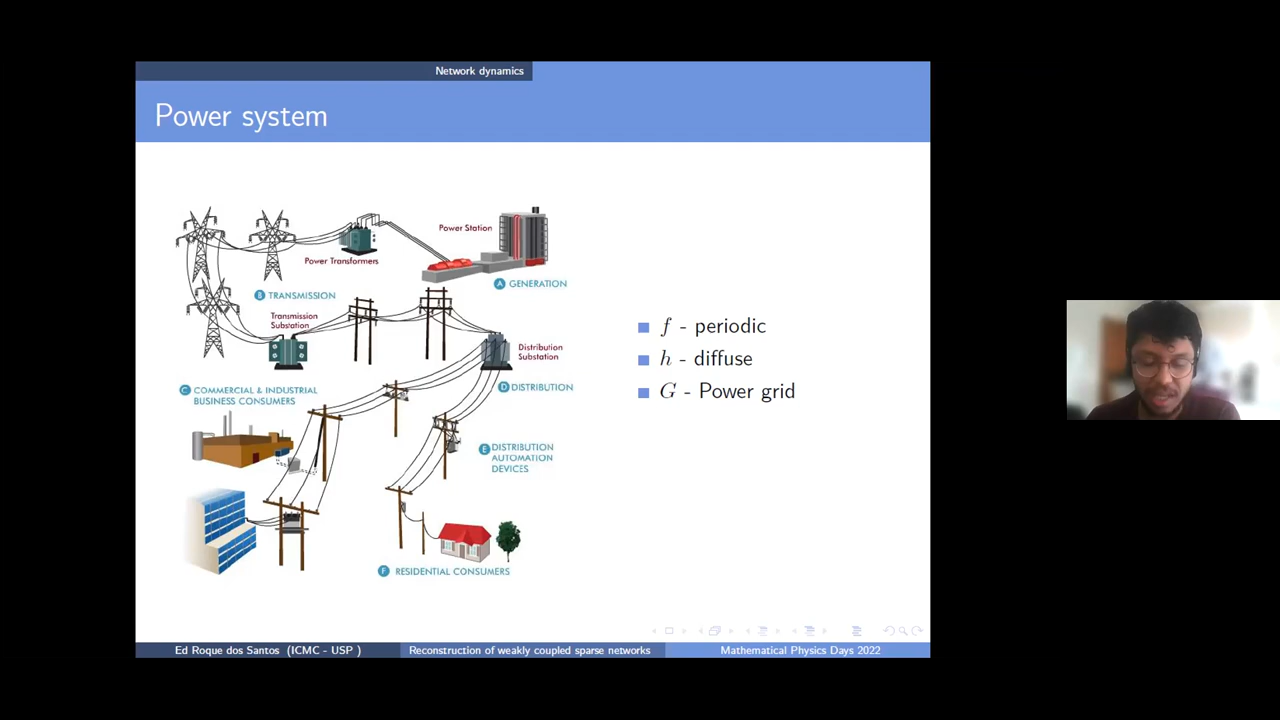 Network dynamics
Power system
Power Station
Power Transformers
A GENERATION
B TRANSMISSION
Transmission
Substation
Distribution
Substation
C COMMERCIAL & INDUSTRIAL
BUSINESS CONSUMERS
D DISTRIBUTION
E DISTRIBUTION
AUTOMATION
DEVICES
F RESIDENTIAL CONSUMERS
f - periodic
h - diffuse
G - Power grid
Ed Roque dos Santos (ICMC - USP )
Reconstruction of weakly coupled sparse networks
Mathematical Physics Days 2022